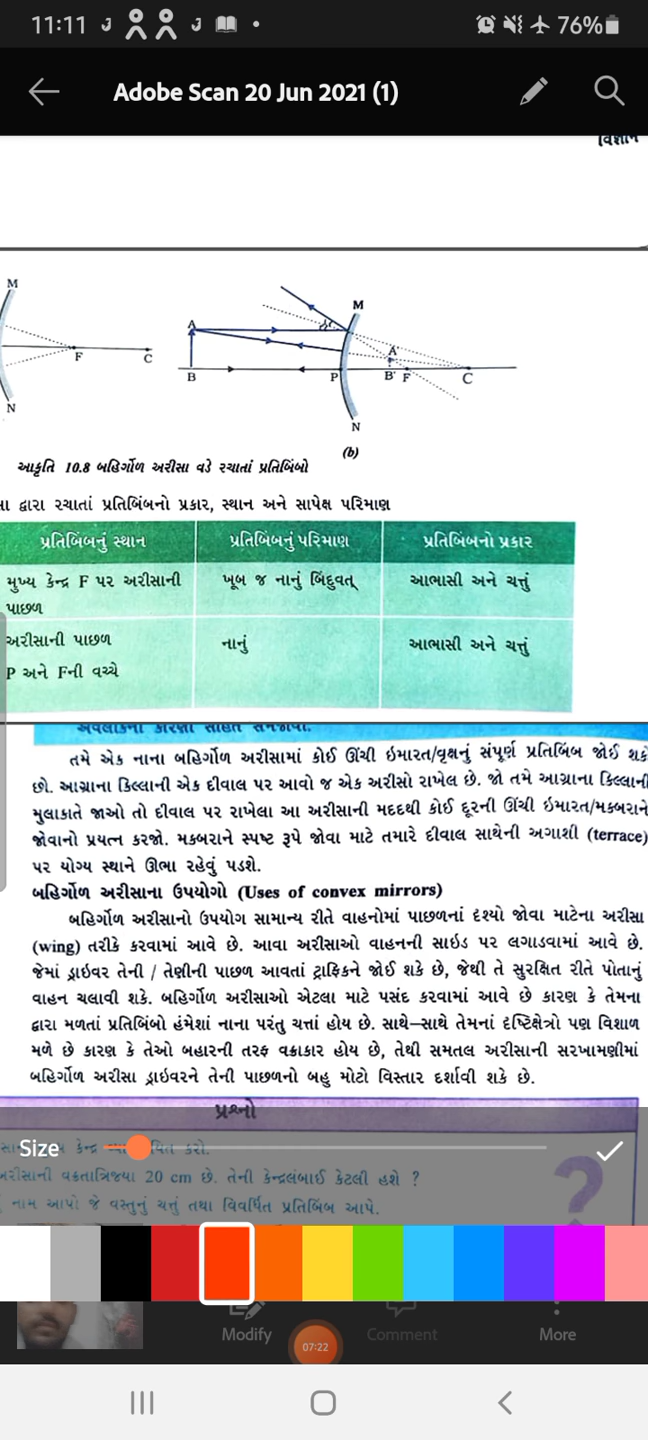 11:11
76%
Adobe Scan 20 Jun 2021 (1)
વિજ્ઞાન
M
F
C
N
A
B
M
P
A'
B'
F
C
N
(b)
આકૃતિ 10.8 બહિર્ગોળ અરીસા વડે રચાતાં પ્રતિબિંબો
દ્વારા રચાતાં પ્રતિબિંબનો પ્રકાર, સ્થાન અને સાપેક્ષ પરિમાણ
પ્રતિબિંબનું સ્થાન પ્રતિબિંબનું પરિમાણ પ્રતિબિંબનો પ્રકાર
મુખ્ય કેન્દ્ર F પર અરીસાની ખૂબ જ નાનું બિંદુવત્ આભાસી અને ચત્તું
પાછળ
અરીસાની પાછળ નાનું આભાસી અને ચત્તું
P અને Fની વચ્ચે
તમે એક નાના બહિર્ગોળ અરીસામાં કોઈ ઊંચી ઇમારત/વૃક્ષનું સંપૂર્ણ પ્રતિબિંબ જોઈ શકો
છો. આગ્રાના કિલ્લાની એક દીવાલ પર આવો જ એક અરીસો રાખેલ છે. જો તમે આગ્રાના કિલ્લાની
મુલાકાતે જાઓ તો દીવાલ પર રાખેલા આ અરીસાની મદદથી કોઈ દૂરની ઊંચી ઇમારત/મકબરાને
જોવાનો પ્રયત્ન કરજો. મકબરાને સ્પષ્ટ રૂપે જોવા માટે તમારે દીવાલ સાથેની અગાશી (terrace)
પર યોગ્ય સ્થાને ઊભા રહેવું પડશે.
બહિર્ગોળ અરીસાના ઉપયોગો (Uses of convex mirrors)
બહિર્ગોળ અરીસાનો ઉપયોગ સામાન્ય રીતે વાહનોમાં પાછળનાં દૃશ્યો જોવા માટેના અરીસા
(wing) તરીકે કરવામાં આવે છે. આવા અરીસાઓ વાહનની સાઇડ પર લગાડવામાં આવે છે.
જેમાં ડ્રાઇવર તેની / તેણીની પાછળ આવતાં ટ્રાફિકને જોઈ શકે છે, જેથી તે સુરક્ષિત રીતે પોતાનું
વાહન ચલાવી શકે. બહિર્ગોળ અરીસાઓ એટલા માટે પસંદ કરવામાં આવે છે કારણ કે તેમના
દ્વારા મળતાં પ્રતિબિંબો હંમેશાં નાના પરંતુ ચત્તાં હોય છે. સાથે-સાથે તેમનાં દૃષ્ટિક્ષેત્રો પણ વિશાળ
મળે છે કારણ કે તેઓ બહારની તરફ વક્રાકાર હોય છે, તેથી સમતલ અરીસાની સરખામણીમાં
બહિર્ગોળ અરીસા ડ્રાઇવરને તેની પાછળનો બહુ મોટો વિસ્તાર દર્શાવી શકે છે.
પ્રશ્નો
Size
કેન્દ્ર કરો.
અરીસાની વક્રતાત્રિજ્યા 20 cm છે. તેની કેન્દ્રલંબાઈ કેટલી હશે ?
નામ આપો જે વસ્તુનું ચત્તું તથા વિવર્ધિત પ્રતિબિંબ આપે.
?
Modify
07:22
Comment
More